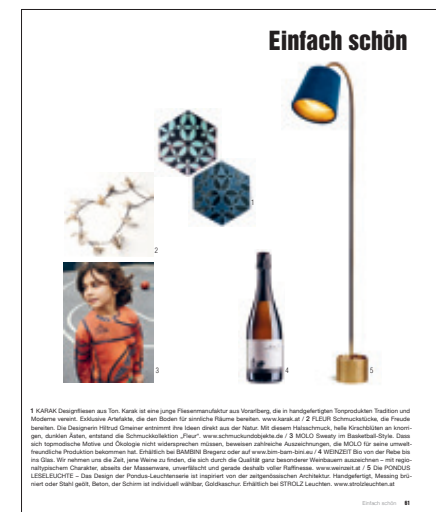 Einfach schön
1
2
3
4
5
1 KARAK Designfliesen aus Ton. Karak ist eine junge Fliesenmanufaktur aus Vorarlberg, die in handgefertigten Tonprodukten Tradition und
Moderne vereint. Exklusive Artefakte, die den Boden für sinnliche Räume bereiten. www.karak.at / 2 FLEUR Schmuckstücke, die Freude
bereiten. Die Designerin Hiltrud Gmeiner entnimmt ihre Ideen direkt aus der Natur. Mit diesem Halsschmuck, helle Kirschblüten an knorri-
gen, dunklen Ästen, entstand die Schmuckkollektion „Fleur“. www.schmuckundobjekte.de / 3 MOLO Sweaty im Basketball-Style. Dass
sich topmodische Motive und Ökologie nicht widersprechen müssen, beweisen zahlreiche Auszeichnungen, die MOLO für seine umwelt-
freundliche Produktion bekommen hat. Erhältlich bei BAMBINI Bregenz oder auf www.bim-bam-bini.eu / 4 WEINZEIT Bio von der Rebe bis
ins Glas. Wir nehmen uns die Zeit, jene Weine zu finden, die sich durch die Qualität ganz besonderer Weinbauern auszeichnen – mit regio-
naltypischem Charakter, abseits der Massenware, unverfälscht und gerade deshalb voller Raffinesse. www.weinzeit.at / 5 Die PONDUS
LESELEUCHTE – Das Design der Pondus-Leuchtenserie ist inspiriert von der zeitgenössischen Architektur. Handgefertigt, Messing brü-
niert oder Stahl geölt, Beton, der Schirm ist individuell wählbar, Goldkaschur. Erhältlich bei STROLZ Leuchten. www.strolzleuchten.at
Einfach schön 61